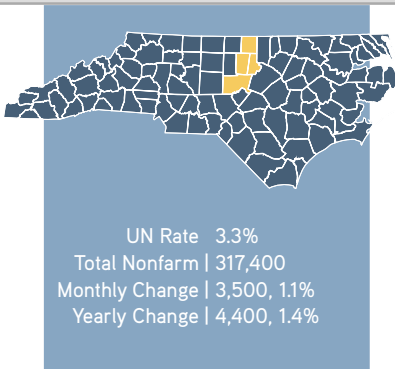 UN Rate 3.3%
Total Nonfarm | 317,400
Monthly Change | 3,500, 1.1%
Yearly Change | 4,400, 1.4%